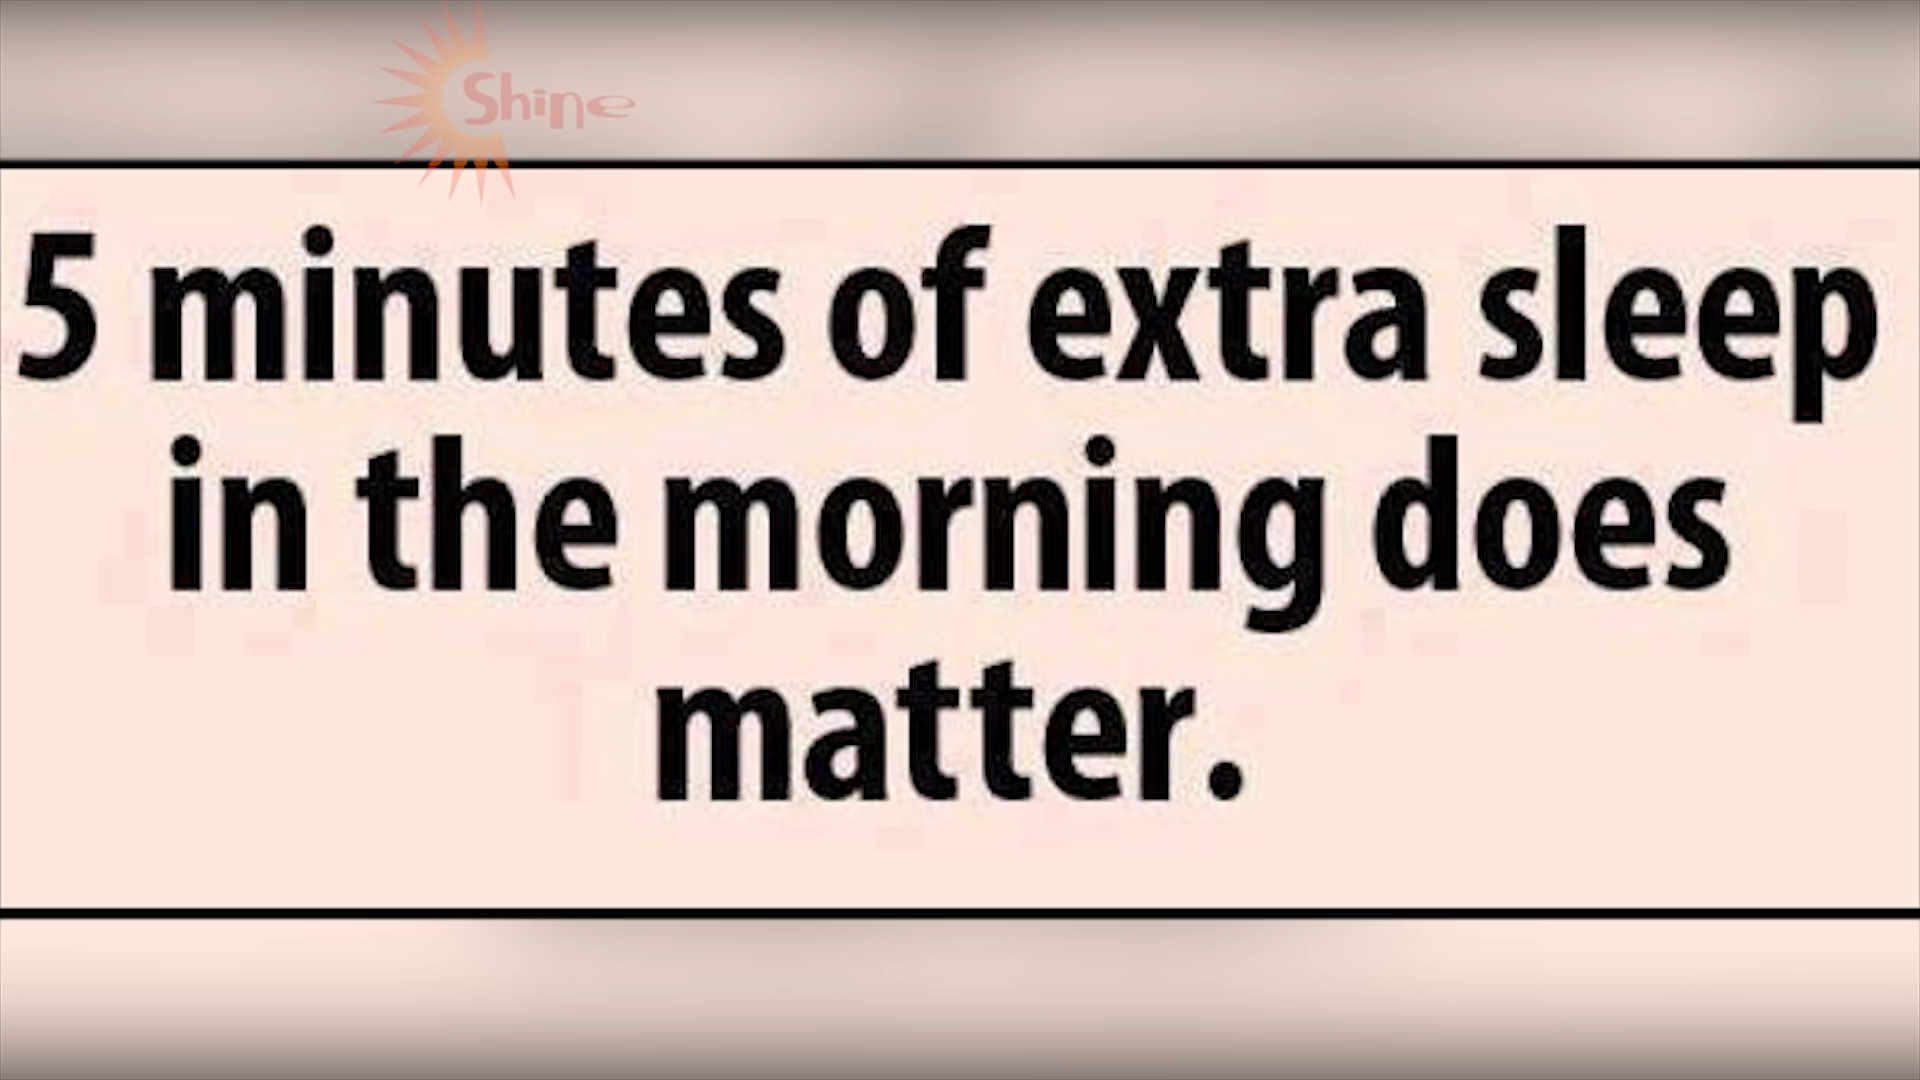 Shine
5 minutes of extra sleep
in the morning does
matter.